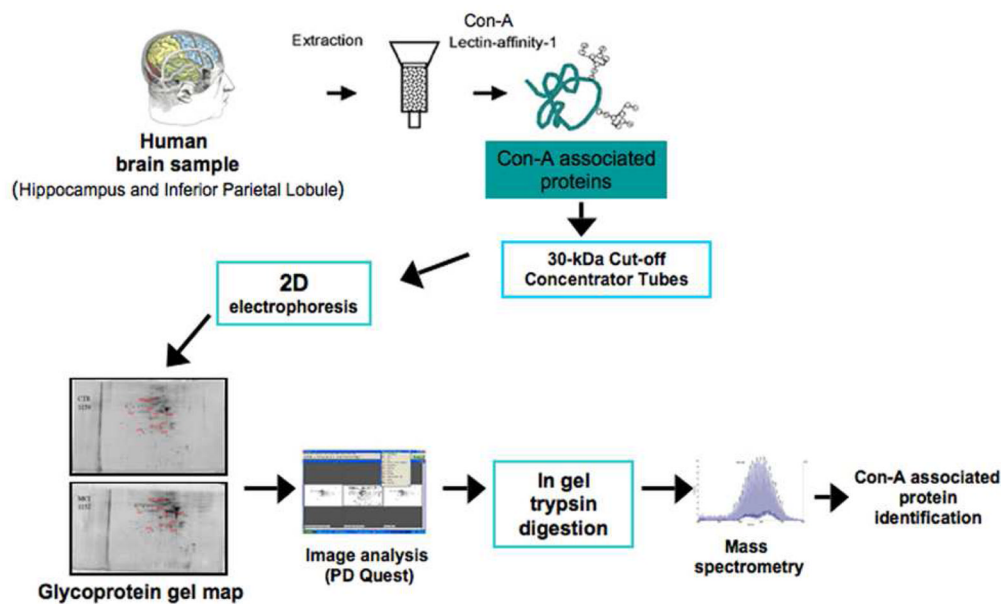 Extraction
Con-A
Lectin-affinity-1
Human
brain sample
(Hippocampus and Inferior Parietal Lobule)
Con-A associated
proteins
30-kDa Cut-off
Concentrator Tubes
2D
electrophoresis
CTR
1159
MCI
1152
Glycoprotein gel map
Image analysis
(PD Quest)
In gel
trypsin
digestion
Mass
spectrometry
Con-A associated
protein
identification